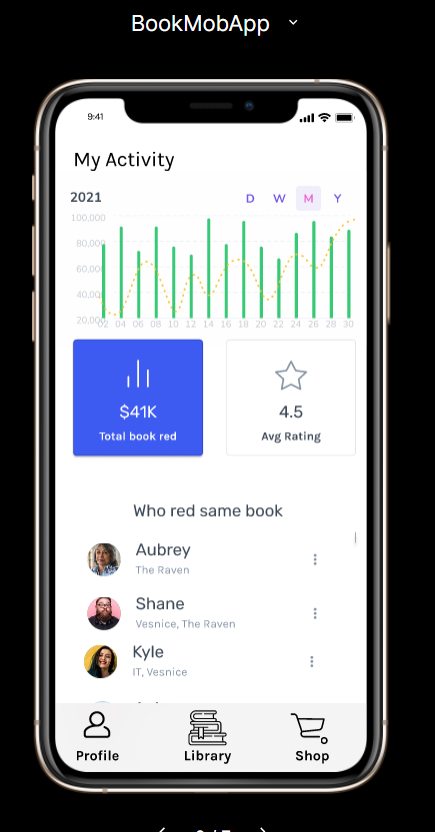 BookMobApp
9:41
My Activity
2021 D W M Y
100,000
80,000
60,000
40,000
20,000
02 04 06 08 10 12 14 16 18 20 22 24 26 28 30
$41K
Total book red
4.5
Avg Rating
Who red same book
Aubrey
The Raven
Shane
Vesnice, The Raven
Kyle
IT, Vesnice
Profile Library Shop